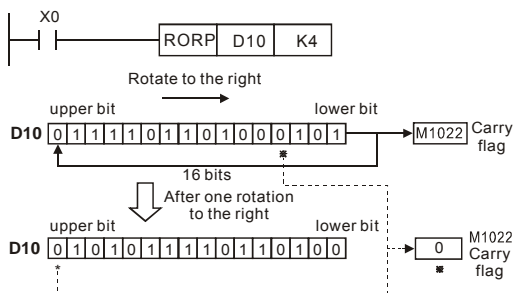 X0
RORP D10 K4
Rotate to the right
upper bit lower bit
D10 0 1 1 1 1 0 1 1 0 1 0 0 0 1 0 1 M1022 Carry flag
※
16 bits
After one rotation
to the right
upper bit lower bit
D10 0 1 0 1 0 1 1 1 1 0 1 1 0 1 0 0
*
0 M1022
Carry
※ flag